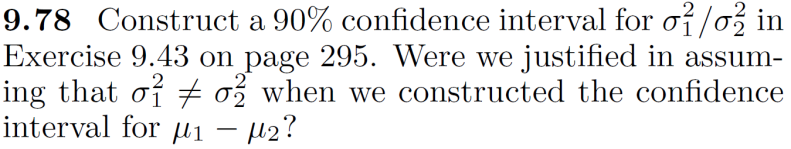 9.78 Construct a 90% confidence interval for σ₁²/σ₂² in
Exercise 9.43 on page 295. Were we justified in assum-
ing that σ₁² ≠ σ₂² when we constructed the confidence
interval for μ₁ − μ₂?